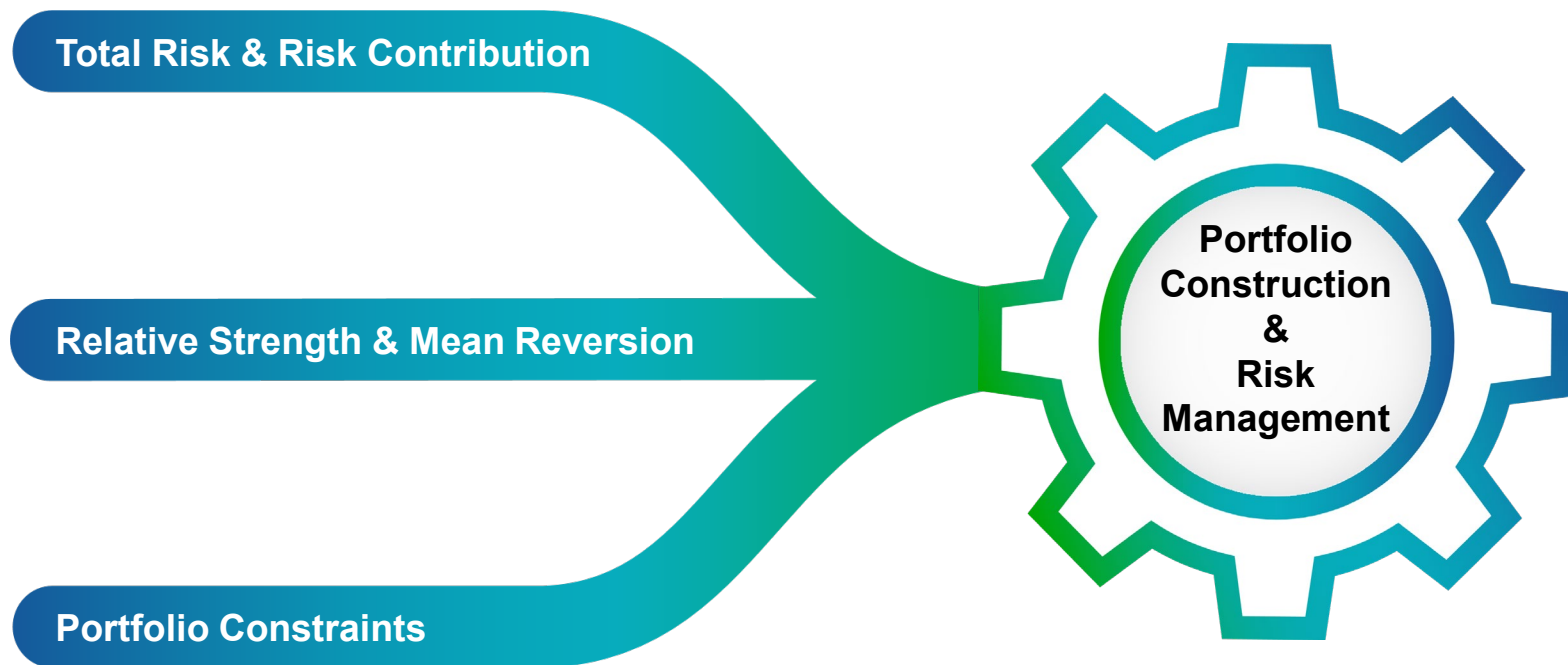 Total Risk & Risk Contribution
Relative Strength & Mean Reversion
Portfolio Constraints
Portfolio
Construction
&
Risk
Management